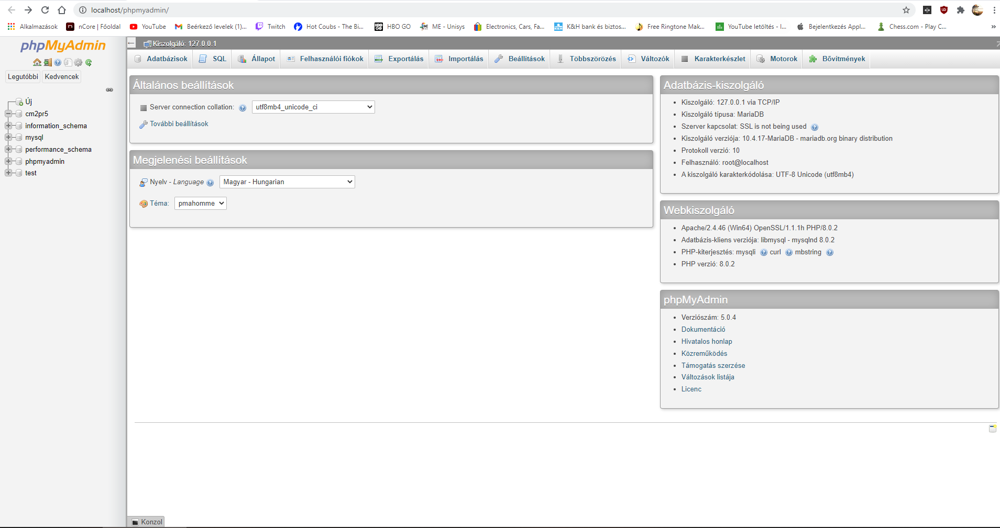 localhost/phpmyadmin/
Alkalmazások nCore | Főoldal YouTube Beérkező levelek (1)... Twitch Hot Coubs - The Bi... HBO GO ME - Unisys Electronics, Cars, Fa... K&H bank és biztos... Free Ringtone Mak... YouTube letöltés - I... Bejelentkezés Appl... Chess.com - Play C... »
phpMyAdmin
Legutóbbi Kedvencek
Új
cm2pr5
information_schema
mysql
performance_schema
phpmyadmin
test
Kiszolgáló: 127.0.0.1
Adatbázisok SQL Állapot Felhasználói fiókok Exportálás Importálás Beállítások Többszörözés Változók Karakterkészlet Motorok Bővítmények
Általános beállítások
Server connection collation: utf8mb4_unicode_ci
További beállítások
Megjelenési beállítások
Nyelv - Language Magyar - Hungarian
Téma: pmahomme
Adatbázis-kiszolgáló
Kiszolgáló: 127.0.0.1 via TCP/IP
Kiszolgáló típusa: MariaDB
Szerver kapcsolat: SSL is not being used
Kiszolgáló verziója: 10.4.17-MariaDB - mariadb.org binary distribution
Protokoll verzió: 10
Felhasználó: root@localhost
A kiszolgáló karakterkódolása: UTF-8 Unicode (utf8mb4)
Webkiszolgáló
Apache/2.4.46 (Win64) OpenSSL/1.1.1h PHP/8.0.2
Adatbázis-kliens verziója: libmysql - mysqlnd 8.0.2
PHP-kiterjesztés: mysqli curl mbstring
PHP verzió: 8.0.2
phpMyAdmin
Verziószám: 5.0.4
Dokumentáció
Hivatalos honlap
Közreműködés
Támogatás szerzése
Változások listája
Licenc
Konzol